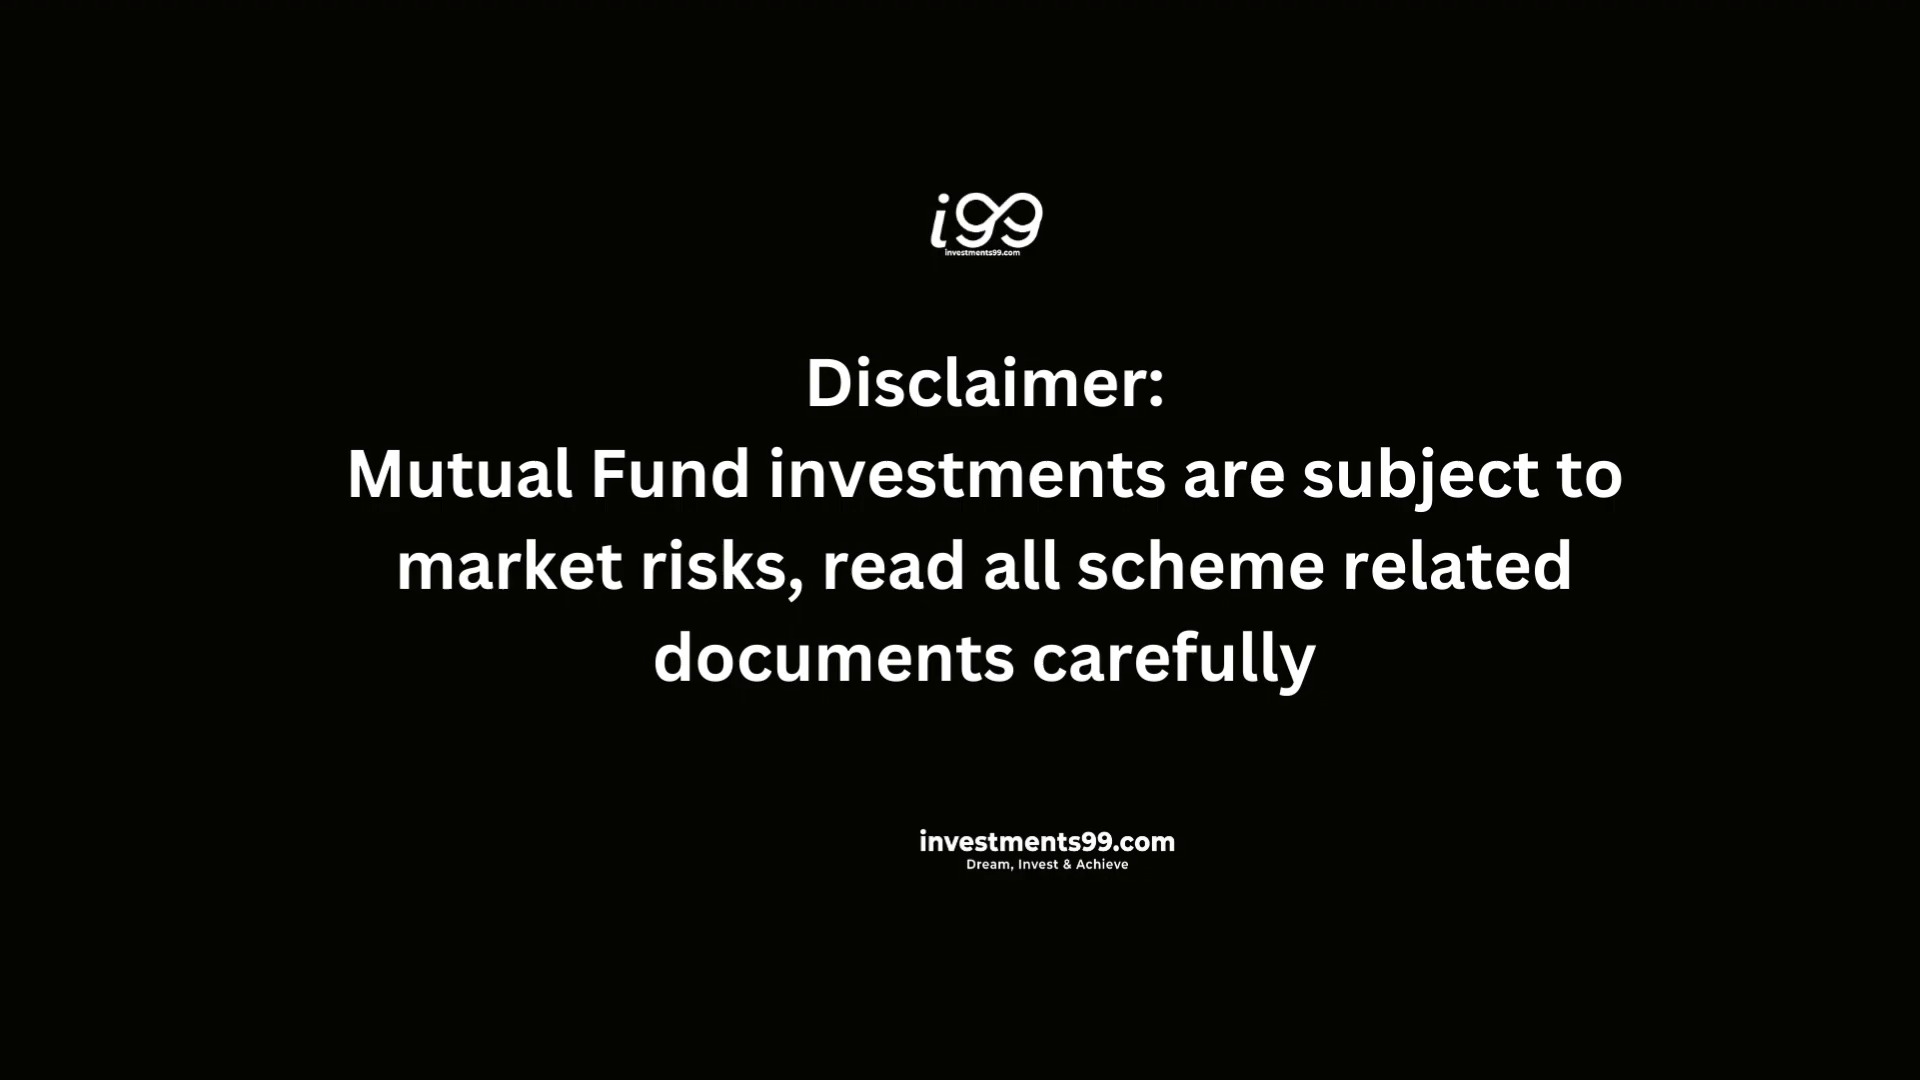 i99
investments99.com
Disclaimer:
Mutual Fund investments are subject to
market risks, read all scheme related
documents carefully
investments99.com
Dream, Invest & Achieve